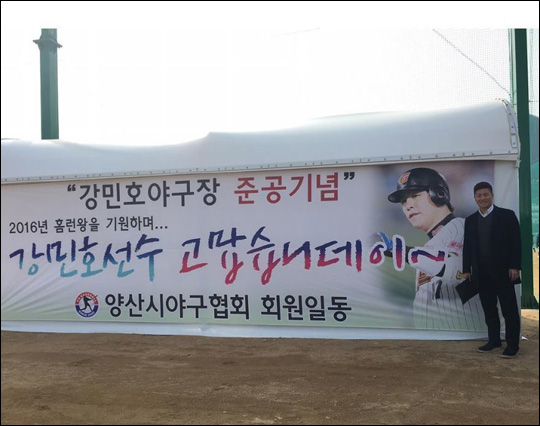 "강민호야구장 준공기념"
2016년 홈런왕을 기원하며...
강민호선수 고맙습니데에~
양산시야구협회 회원일동